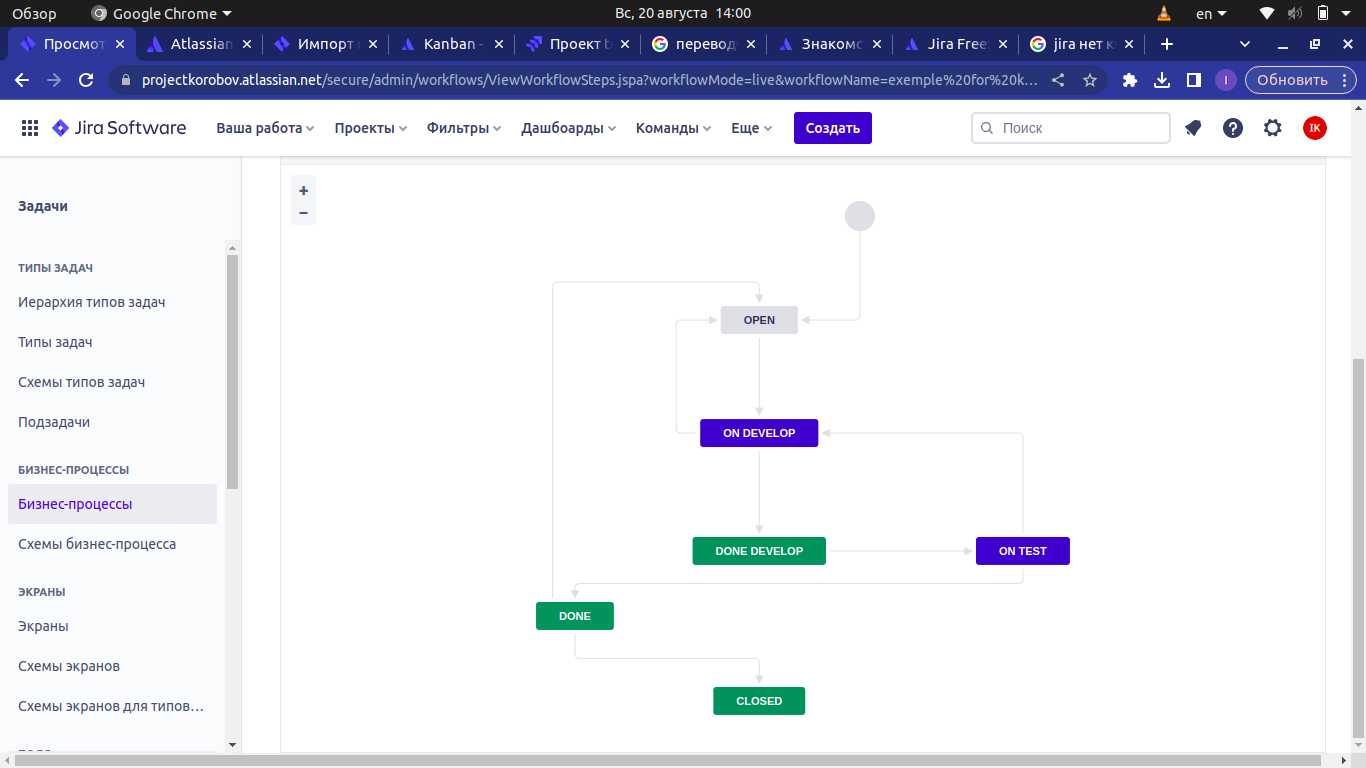 Обзор
Google Chrome
Вс, 20 августа 14:00
en
Просмот
Atlassian
Импорт
Kanban -
Проект t
перевод
Знакомс
Jira Free
jira нет к
projectkorobov.atlassian.net/secure/admin/workflows/ViewWorkflowSteps.jspa?workflowMode=live&workflowName=exemple%20for%20k...
I
Обновить
Jira Software
Ваша работа
Проекты
Фильтры
Дашборды
Команды
Еще
Создать
Поиск
IK
Задачи
ТИПЫ ЗАДАЧ
Иерархия типов задач
Типы задач
Схемы типов задач
Подзадачи
БИЗНЕС-ПРОЦЕССЫ
Бизнес-процессы
Схемы бизнес-процесса
ЭКРАНЫ
Экраны
Схемы экранов
Схемы экранов для типов...
+
−
OPEN
ON DEVELOP
DONE DEVELOP
ON TEST
DONE
CLOSED